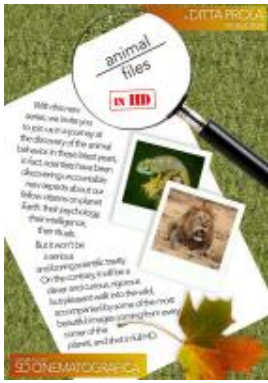 a DITTA PROLA
animal
files
IN HD
With this new
series, we invite you
to join us in a journey at
the discovery of the animal
behavior. In these latest years,
in fact, scientists have been
discovering uncountable
new aspects about our
fellow citizens on planet
Earth: their psychology,
their intelligence,
their rituals.
But it won't be
a serious
and boring scientific treaty.
On the contrary, it will be a
clever and curious, rigorous
but pleasant walk into the wild,
accompanied by some of the most
beautiful images coming from every
corner of the
planet, and shot in full HD.
SD CINEMATOGRAFICA